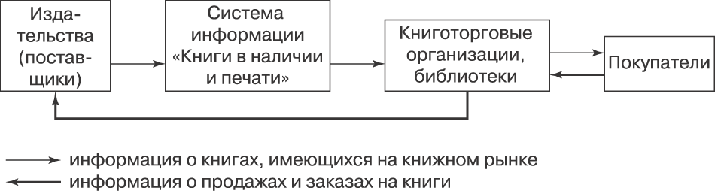 Изда-
тельства
(постав-
щики)
Система
информации
«Книги в наличии
и печати»
Книготорговые
организации,
библиотеки
Покупатели
информация о книгах, имеющихся на книжном рынке
информация о продажах и заказах на книги